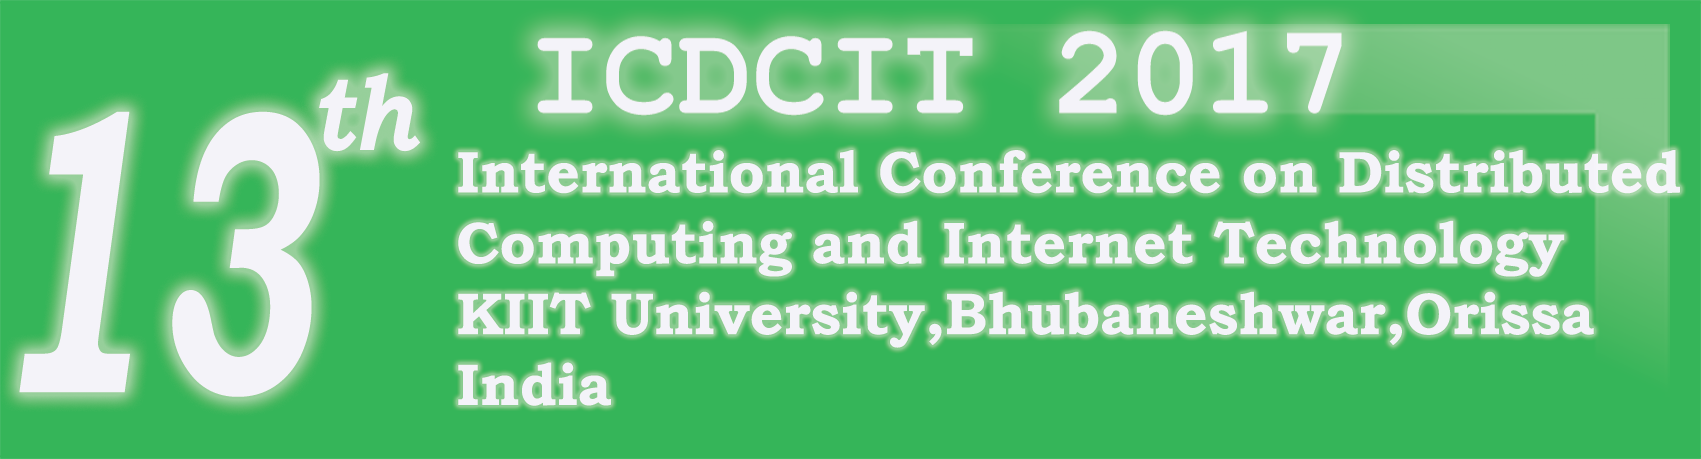 13th
ICDCIT 2017
International Conference on Distributed
Computing and Internet Technology
KIIT University,Bhubaneshwar,Orissa
India